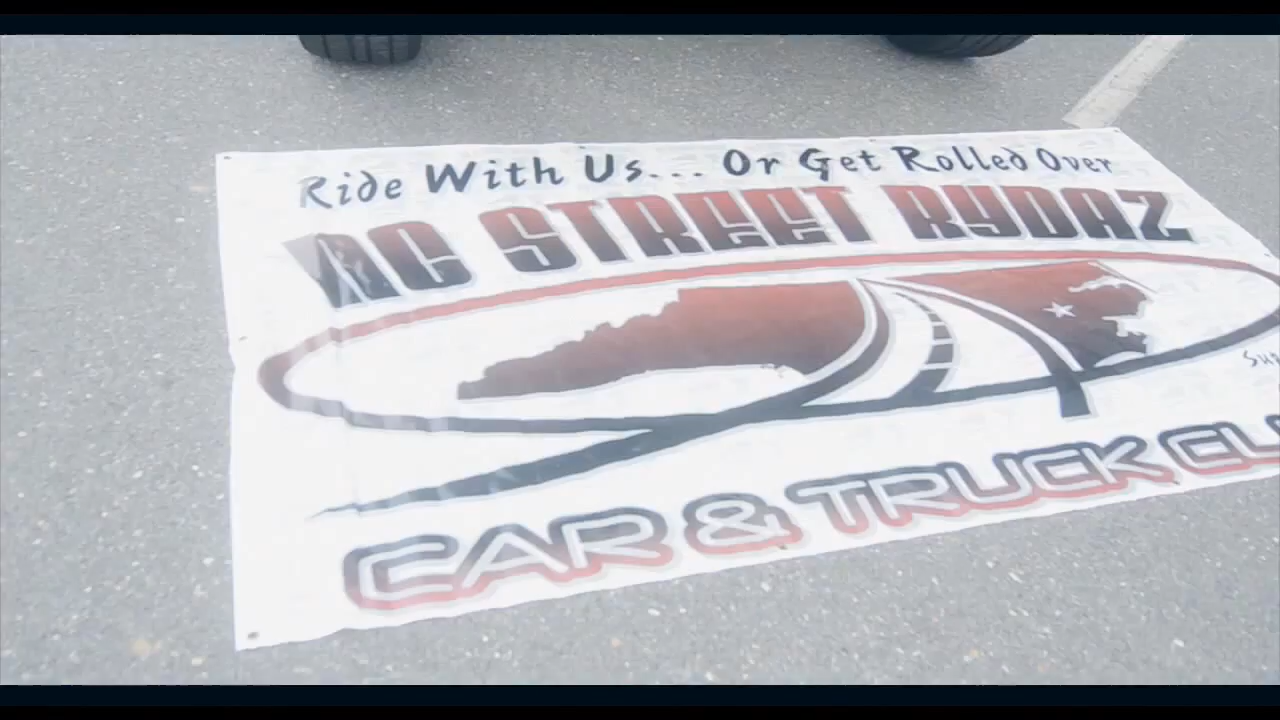 Ride With Us... Or Get Rolled Over
NC STREET RYDAZ
CAR & TRUCK